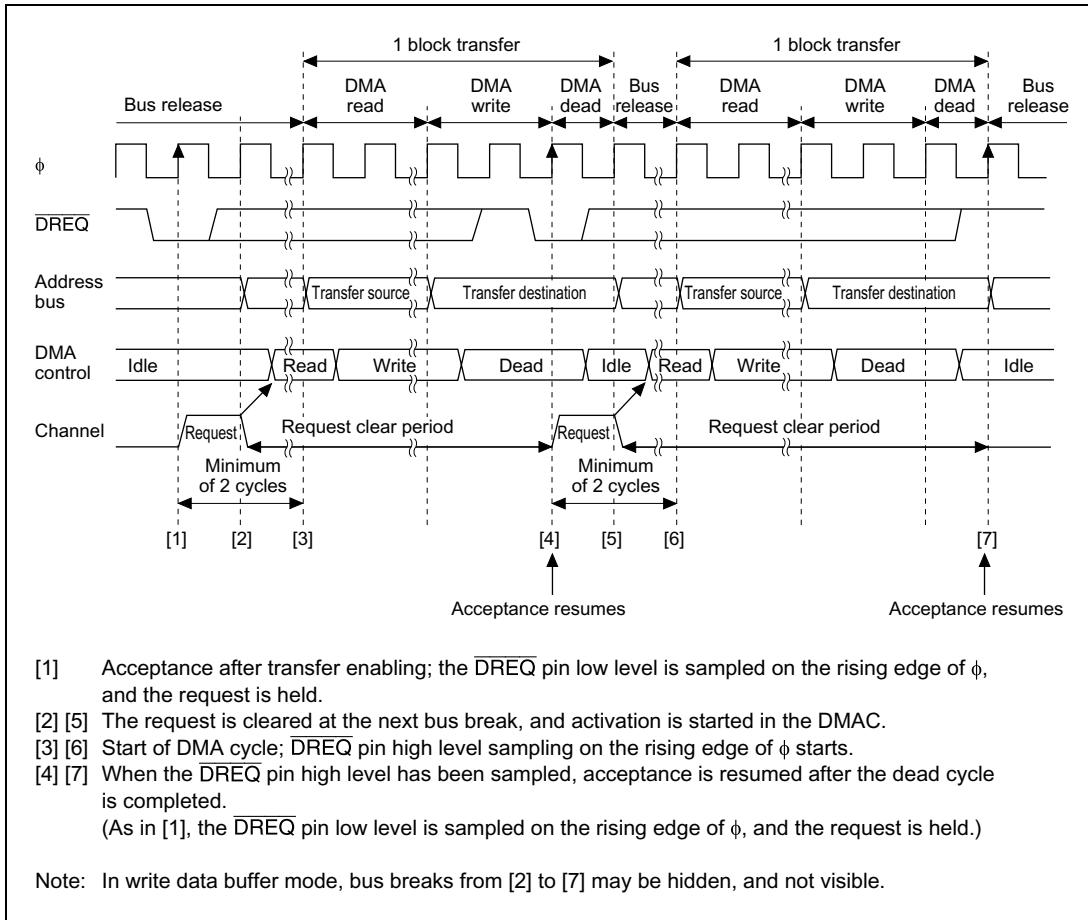 1 block transfer 1 block transfer
DMA DMA DMA Bus DMA DMA DMA Bus
Bus release read write dead release read write dead release
ϕ
DREQ
Address
bus Transfer source Transfer destination Transfer source Transfer destination
DMA
control Idle Read Write Dead Idle Read Write Dead Idle
Channel Request Request clear period Request Request clear period
Minimum Minimum
of 2 cycles of 2 cycles
[1] [2] [3] [4] [5] [6] [7]
Acceptance resumes Acceptance resumes
[1] Acceptance after transfer enabling; the DREQ pin low level is sampled on the rising edge of ϕ,
and the request is held.
[2] [5] The request is cleared at the next bus break, and activation is started in the DMAC.
[3] [6] Start of DMA cycle; DREQ pin high level sampling on the rising edge of ϕ starts.
[4] [7] When the DREQ pin high level has been sampled, acceptance is resumed after the dead cycle
is completed.
(As in [1], the DREQ pin low level is sampled on the rising edge of ϕ, and the request is held.)
Note: In write data buffer mode, bus breaks from [2] to [7] may be hidden, and not visible.